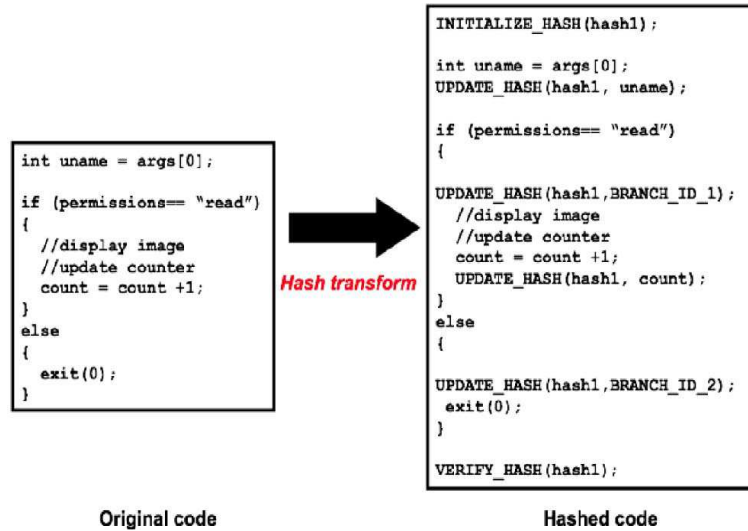 int uname = args[0];
if (permissions== “read”)
{
//display image
//update counter
count = count +1;
}
else
{
exit(0);
}
Original code
Hash transform
INITIALIZE_HASH(hash1);
int uname = args[0];
UPDATE_HASH(hash1, uname);
if (permissions== “read”)
{
UPDATE_HASH(hash1,BRANCH_ID_1);
//display image
//update counter
count = count +1;
UPDATE_HASH(hash1, count);
}
else
{
UPDATE_HASH(hash1,BRANCH_ID_2);
exit(0);
}
VERIFY_HASH(hash1);
Hashed code